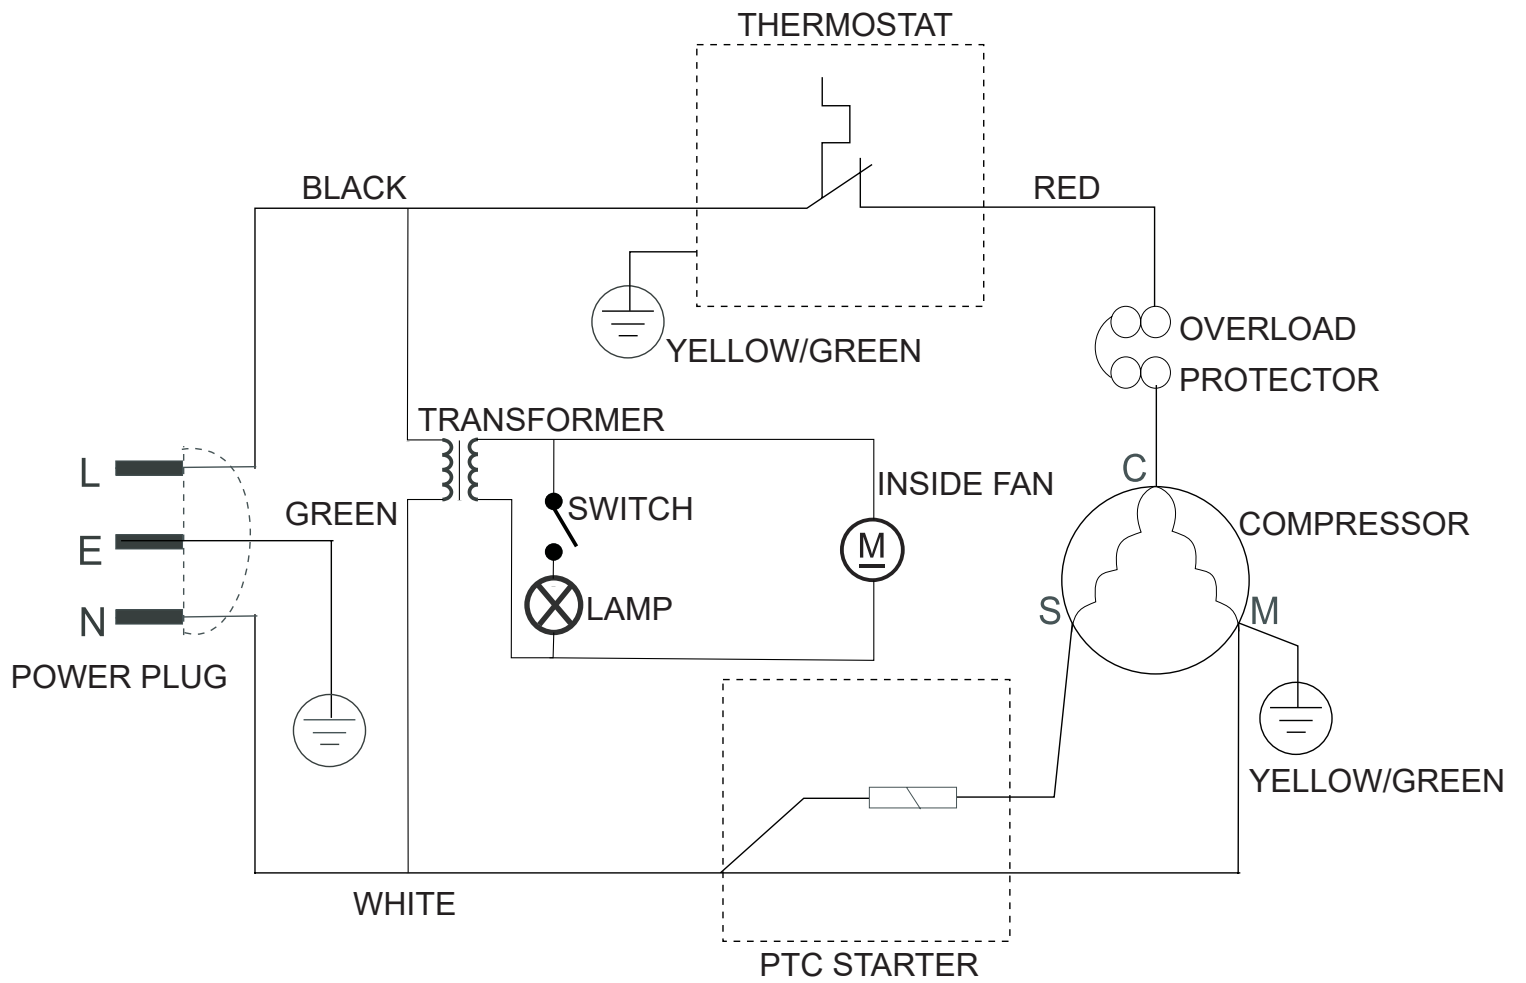 THERMOSTAT
BLACK
RED
YELLOW/GREEN
OVERLOAD
PROTECTOR
TRANSFORMER
L
C
INSIDE FAN
GREEN
SWITCH
COMPRESSOR
E
M
N
LAMP
S
M
POWER PLUG
YELLOW/GREEN
WHITE
PTC STARTER